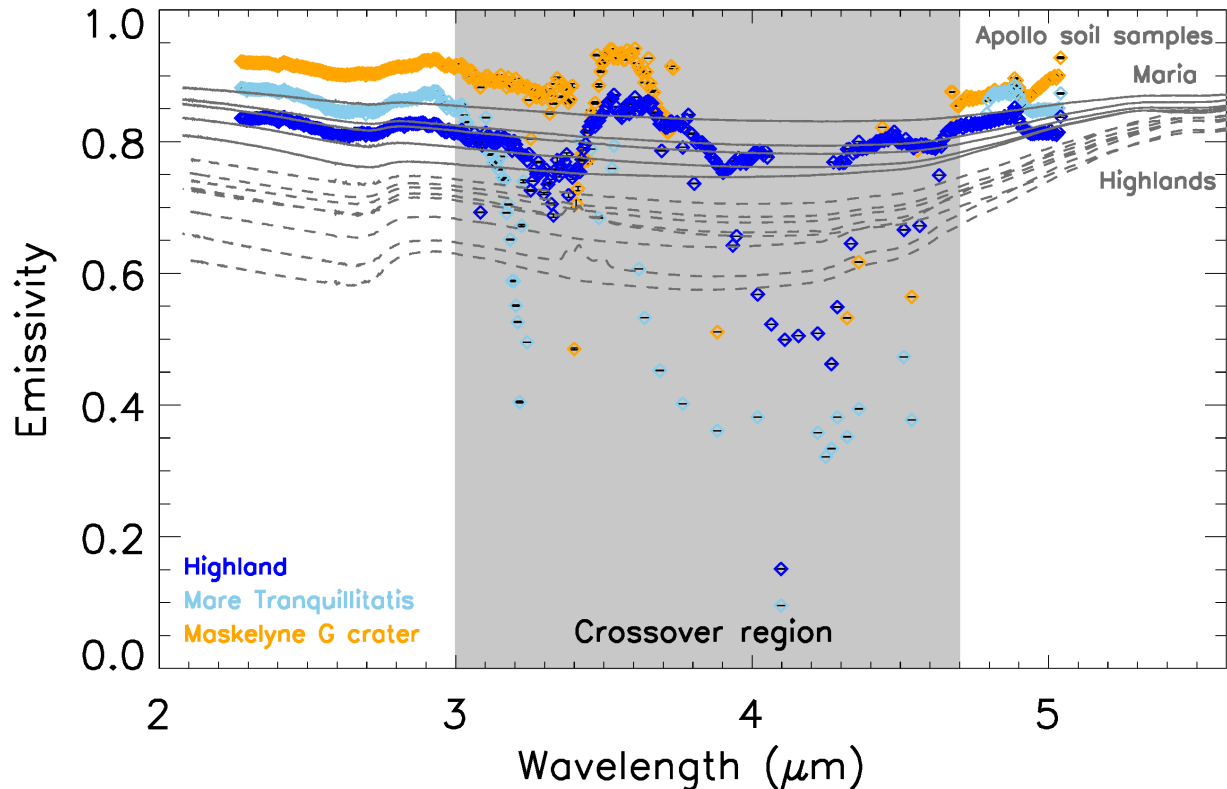 1.0
0.8
0.6
0.4
0.2
0.0
Emissivity
Apollo soil samples
Maria
Highlands
Highland
Mare Tranquillitatis
Maskelyne G crater
Crossover region
2 3 4 5
Wavelength (μm)